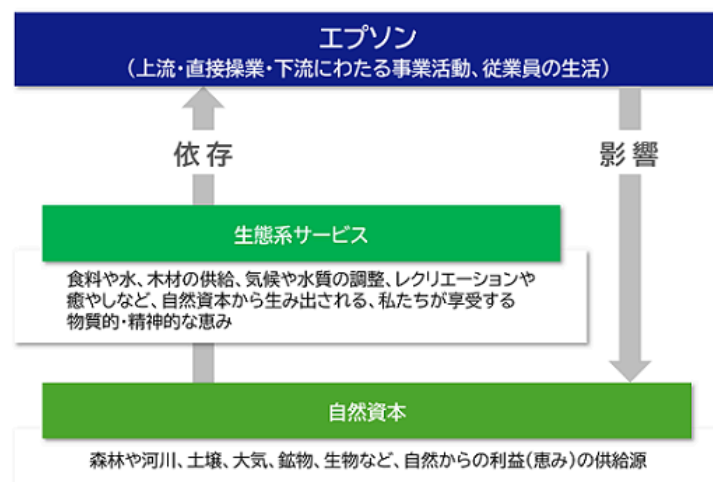 エプソン
（上流・直接操業・下流にわたる事業活動、従業員の生活）
依存
影響
生態系サービス
食料や水、木材の供給、気候や水質の調整、レクリエーションや
癒やしなど、自然資本から生み出される、私たちが享受する
物質的・精神的な恵み
自然資本
森林や河川、土壌、大気、鉱物、生物など、自然からの利益（恵み）の供給源